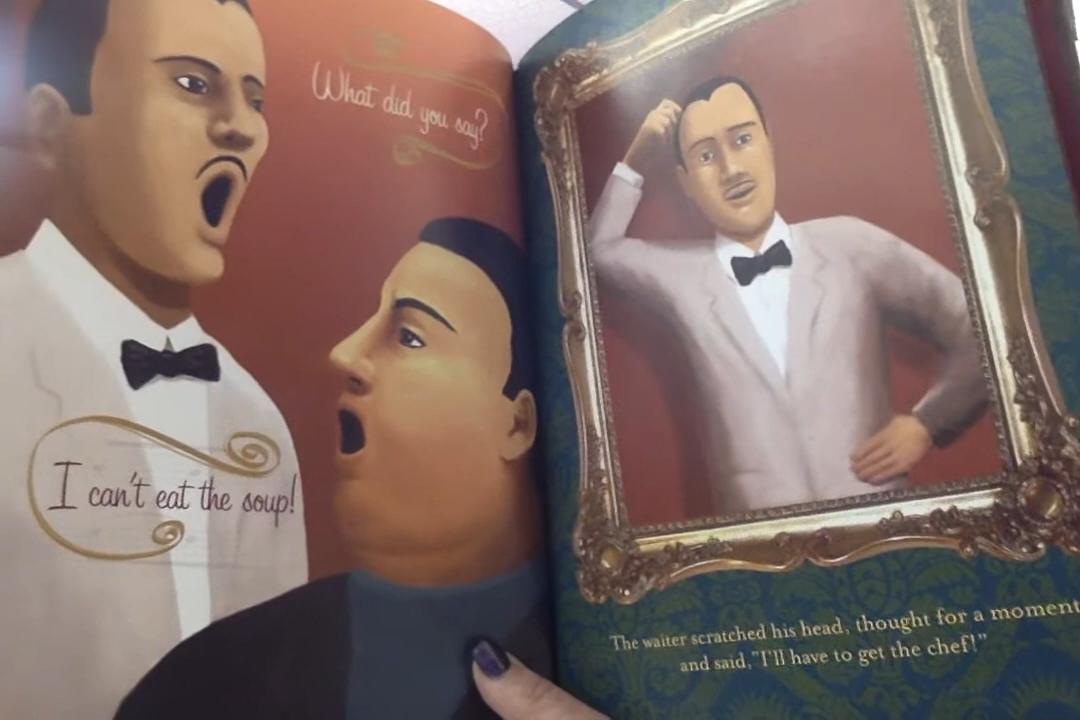 What did you say?
I can't eat the soup!
The waiter scratched his head, thought for a moment
and said, "I'll have to get the chef!"